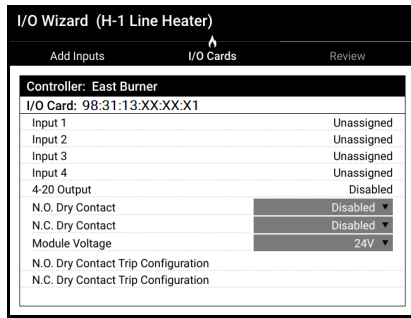 I/O Wizard (H-1 Line Heater)
Add Inputs I/O Cards Review
Controller: East Burner
I/O Card: 98:31:13:XX:XX:X1
Input 1 Unassigned
Input 2 Unassigned
Input 3 Unassigned
Input 4 Unassigned
4-20 Output Disabled
N.O. Dry Contact Disabled ▼
N.C. Dry Contact Disabled ▼
Module Voltage 24V ▼
N.O. Dry Contact Trip Configuration
N.C. Dry Contact Trip Configuration